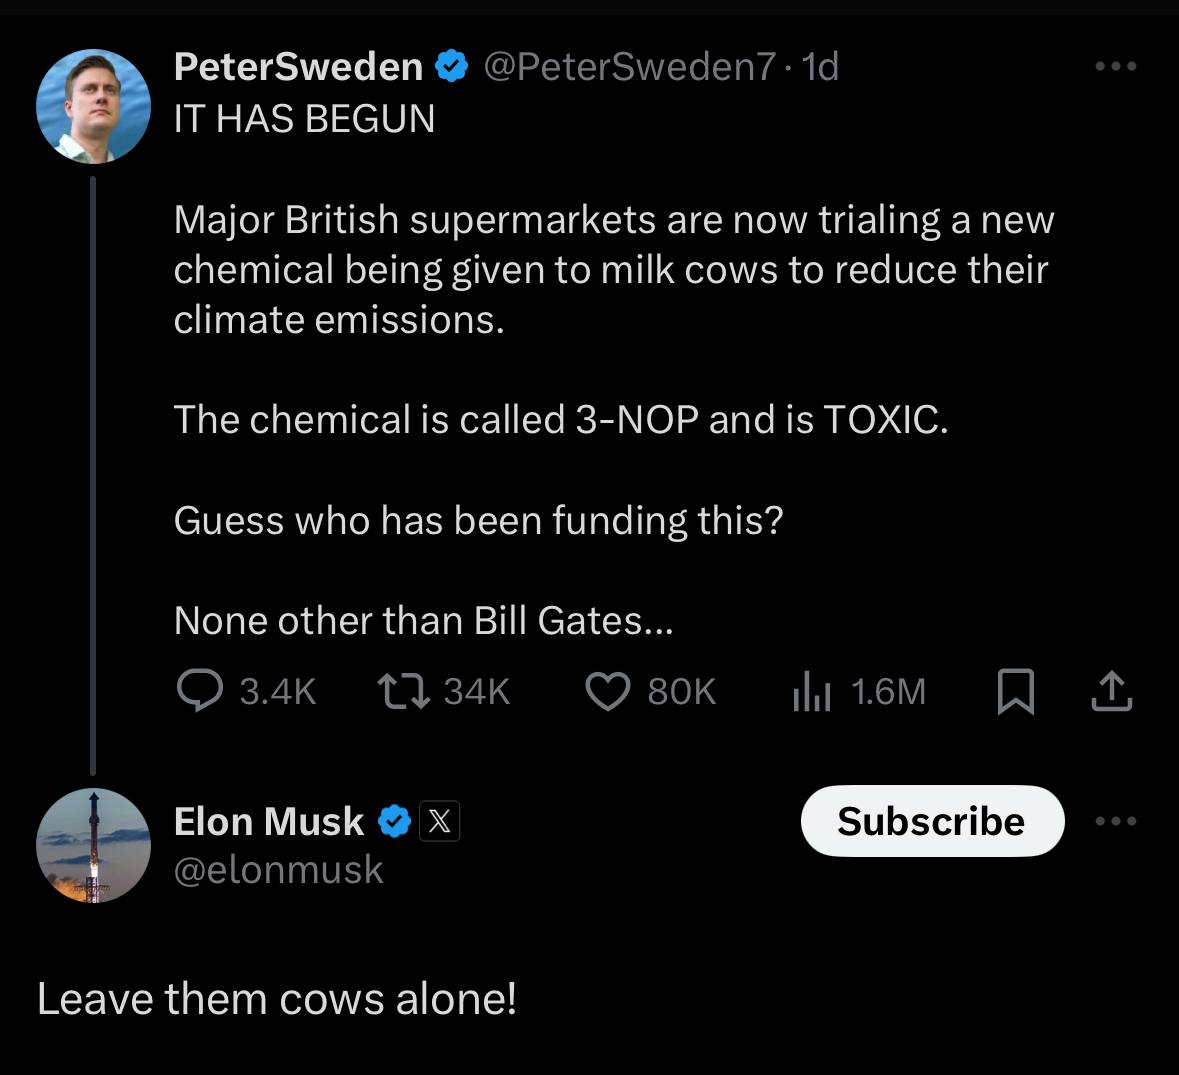 PeterSweden @PeterSweden7 · 1d
IT HAS BEGUN
Major British supermarkets are now trialing a new
chemical being given to milk cows to reduce their
climate emissions.
The chemical is called 3-NOP and is TOXIC.
Guess who has been funding this?
None other than Bill Gates...
3.4K 34K 80K 1.6M
Elon Musk X
@elonmusk
Subscribe
Leave them cows alone!